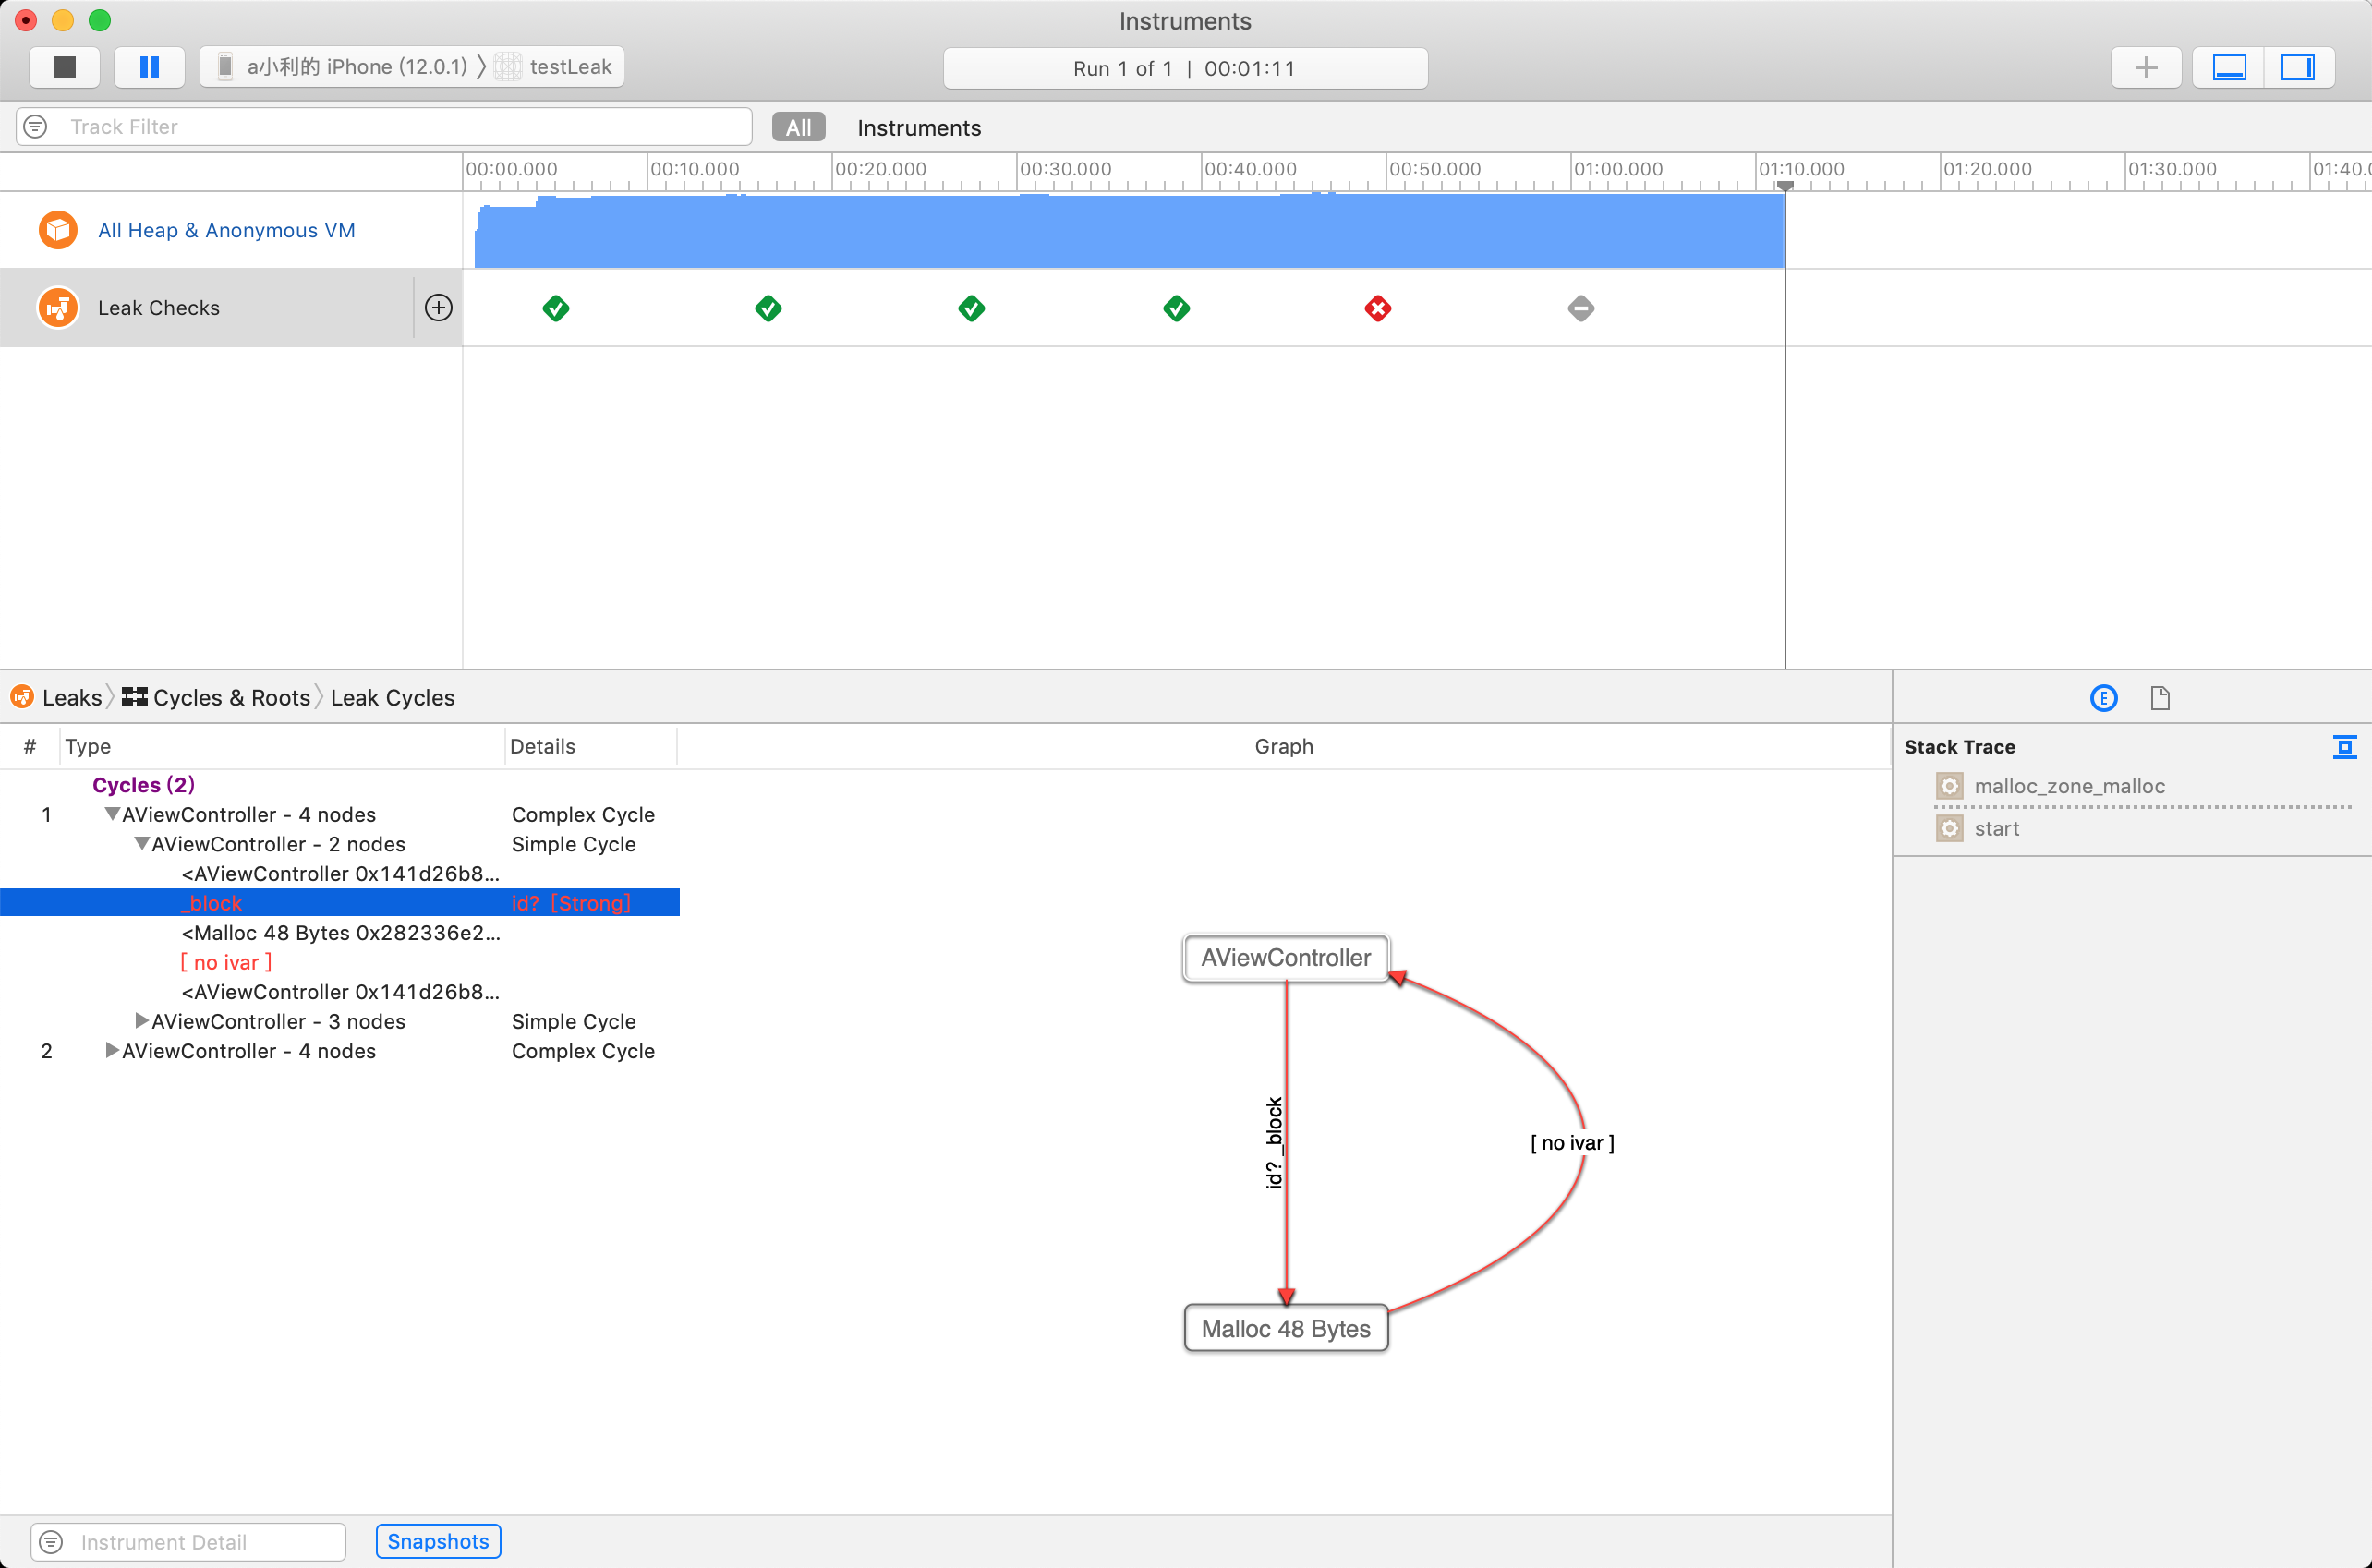 Instruments
a小利的 iPhone (12.0.1) 〉 testLeak
Run 1 of 1 | 00:01:11
Track Filter
All
Instruments
00:00.000 00:10.000 00:20.000 00:30.000 00:40.000 00:50.000 01:00.000 01:10.000 01:20.000 01:30.000 01:40.0
All Heap & Anonymous VM
Leak Checks
Leaks 〉 Cycles & Roots 〉 Leak Cycles
# Type Details Graph
Cycles (2)
1 AViewController - 4 nodes Complex Cycle
AViewController - 2 nodes Simple Cycle
<AViewController 0x141d26b8...
_block id? [Strong]
<Malloc 48 Bytes 0x282336e2...
[ no ivar ]
<AViewController 0x141d26b8...
AViewController - 3 nodes Simple Cycle
2 AViewController - 4 nodes Complex Cycle
AViewController
id? _block
[ no ivar ]
Malloc 48 Bytes
E
Stack Trace
malloc_zone_malloc
start
Instrument Detail
Snapshots